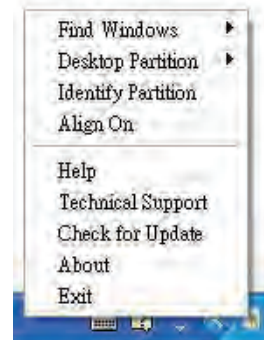 Find Windows
Desktop Partition
Identify Partition
Align On
Help
Technical Support
Check for Update
About
Exit